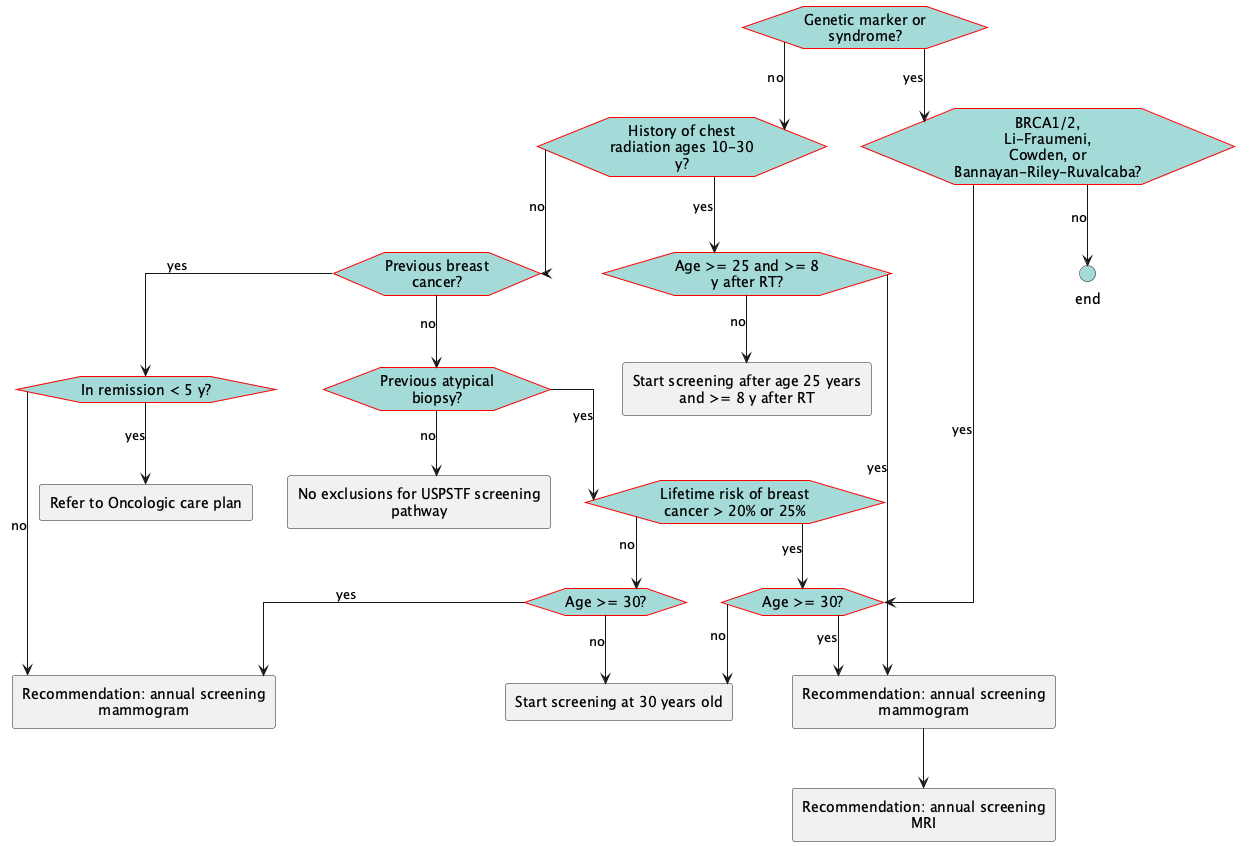 Genetic marker or
syndrome?
no
yes
History of chest
radiation ages 10-30
y?
BRCA1/2,
Li-Fraumeni,
Cowden, or
Bannayan-Riley-Ruvalcaba?
no
yes
no
yes
Previous breast
cancer?
Age >= 25 and >= 8
y after RT?
end
no
no
In remission < 5 y?
Previous atypical
biopsy?
Start screening after age 25 years
and >= 8 y after RT
yes
yes
no
yes
yes
Refer to Oncologic care plan
No exclusions for USPSTF screening
pathway
Lifetime risk of breast
cancer > 20% or 25%
no
no
yes
yes
Age >= 30?
Age >= 30?
no
no
yes
Recommendation: annual screening
mammogram
Start screening at 30 years old
Recommendation: annual screening
mammogram
Recommendation: annual screening
MRI